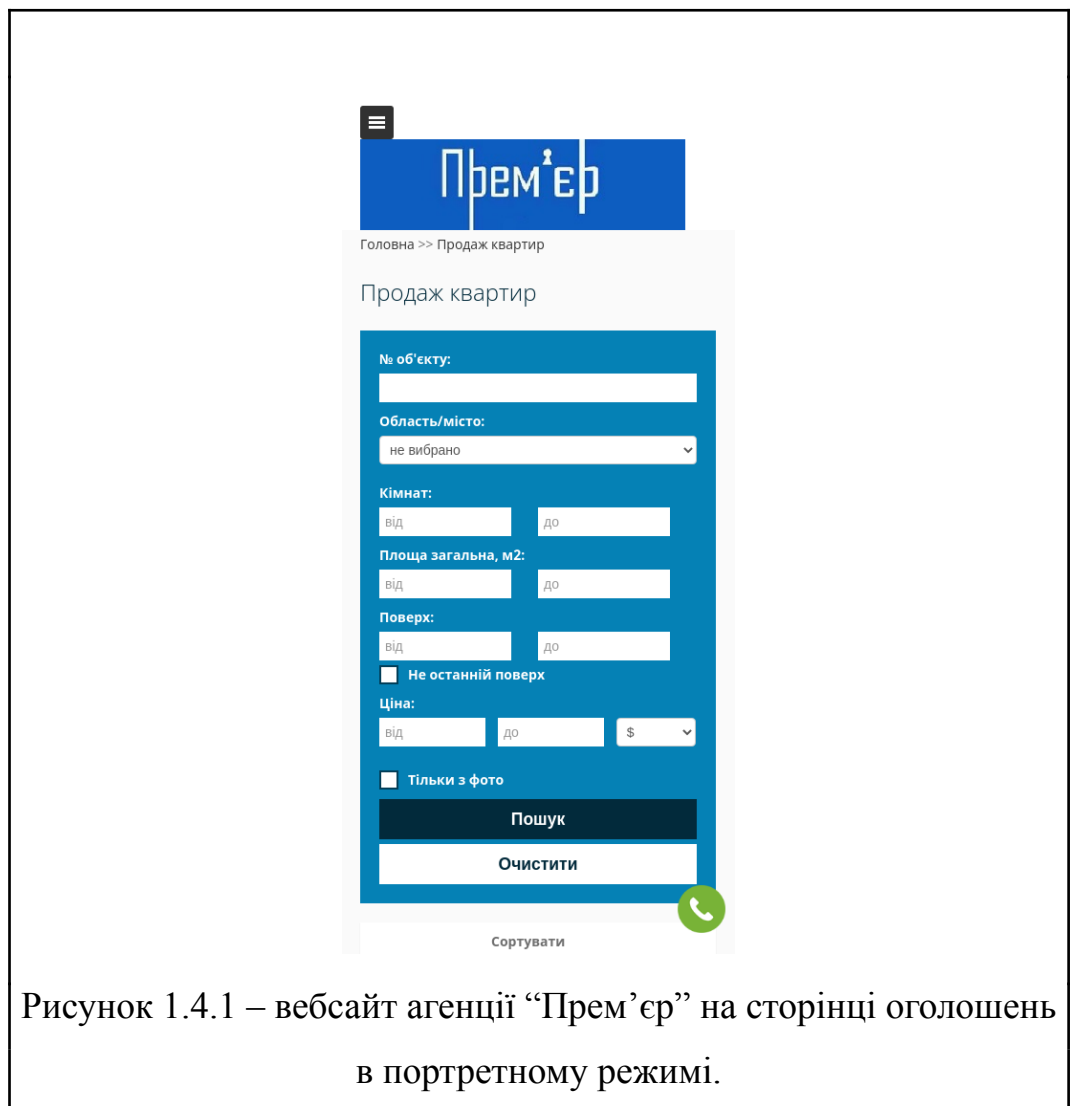 Прем'єр
Головна >> Продаж квартир
Продаж квартир
№ об'єкту:
Область/місто:
не вибрано
Кімнат:
від до
Площа загальна, м2:
від до
Поверх:
від до
Не останній поверх
Ціна:
від до $
Тільки з фото
Пошук
Очистити
Сортувати
Рисунок 1.4.1 – вебсайт агенції “Прем’єр” на сторінці оголошень
в портретному режимі.